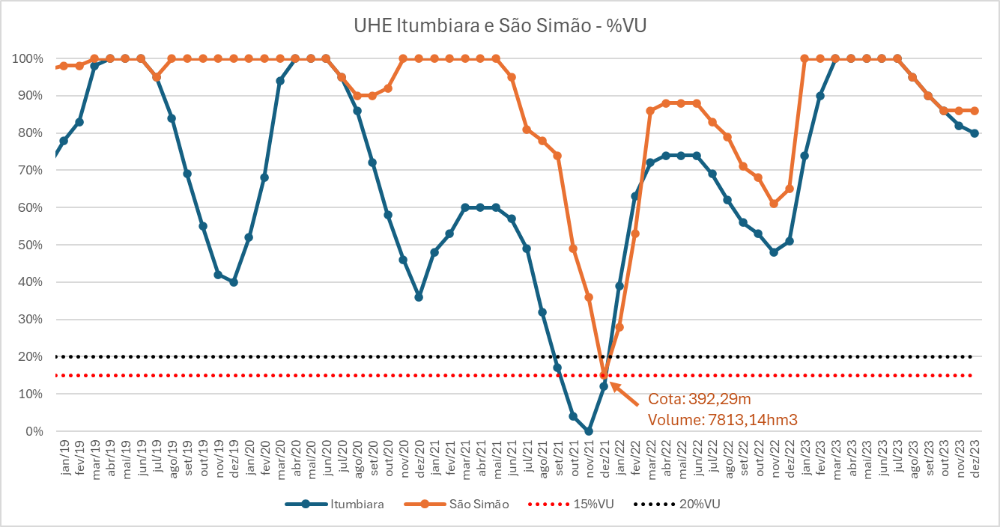 UHE Itumbiara e São Simão - %VU
100%
90%
80%
70%
60%
50%
40%
30%
20%
10%
0%
Cota: 392,29m
Volume: 7813,14hm3
jan/19
fev/19
mar/19
abr/19
mai/19
jun/19
jul/19
ago/19
set/19
out/19
nov/19
dez/19
jan/20
fev/20
mar/20
abr/20
mai/20
jun/20
jul/20
ago/20
set/20
out/20
nov/20
dez/20
jan/21
fev/21
mar/21
abr/21
mai/21
jun/21
jul/21
ago/21
set/21
out/21
nov/21
dez/21
jan/22
fev/22
mar/22
abr/22
mai/22
jun/22
jul/22
ago/22
set/22
out/22
nov/22
dez/22
jan/23
fev/23
mar/23
abr/23
mai/23
jun/23
jul/23
ago/23
set/23
out/23
nov/23
dez/23
Itumbiara São Simão 15%VU 20%VU